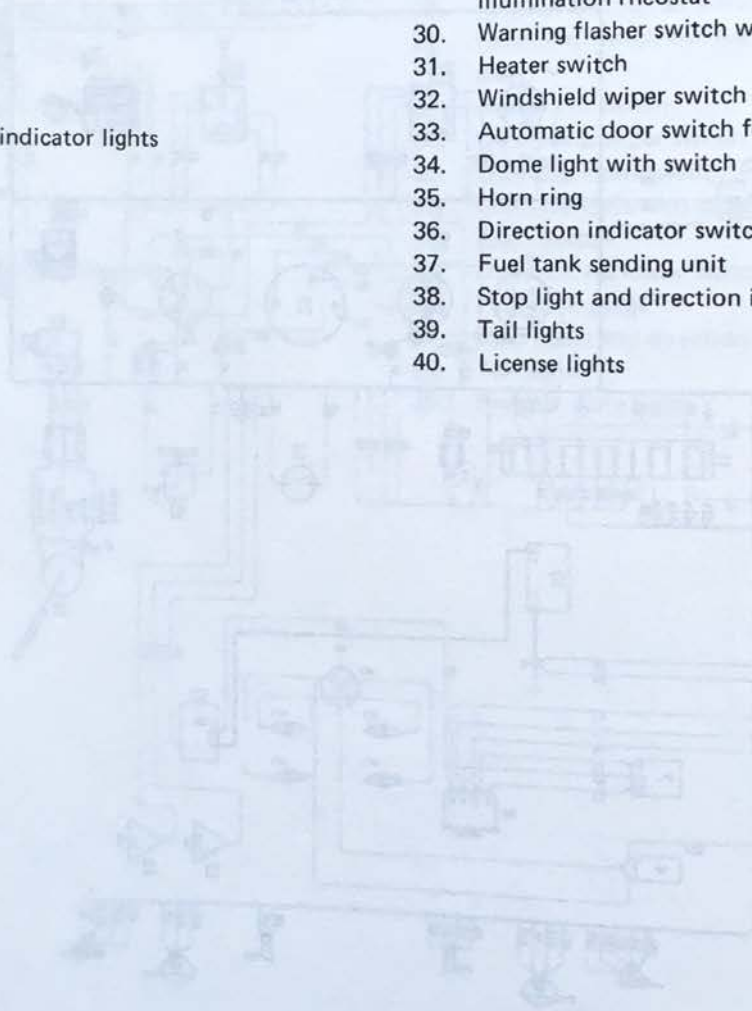 indicator lights
illumination rheostat
30. Warning flasher switch
31. Heater switch
32. Windshield wiper switch
33. Automatic door switch
34. Dome light with switch
35. Horn ring
36. Direction indicator switc
37. Fuel tank sending unit
38. Stop light and direction i
39. Tail lights
40. License lights